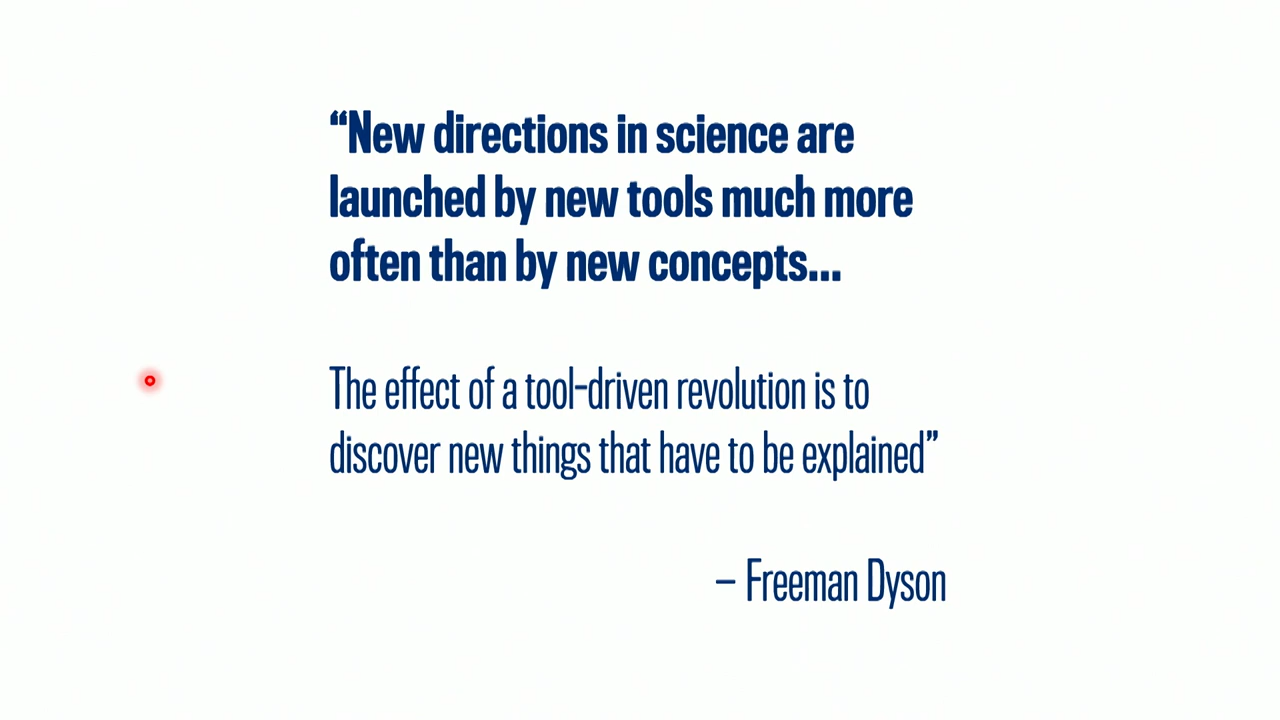 “New directions in science are
launched by new tools much more
often than by new concepts...
The effect of a tool-driven revolution is to
discover new things that have to be explained”
– Freeman Dyson